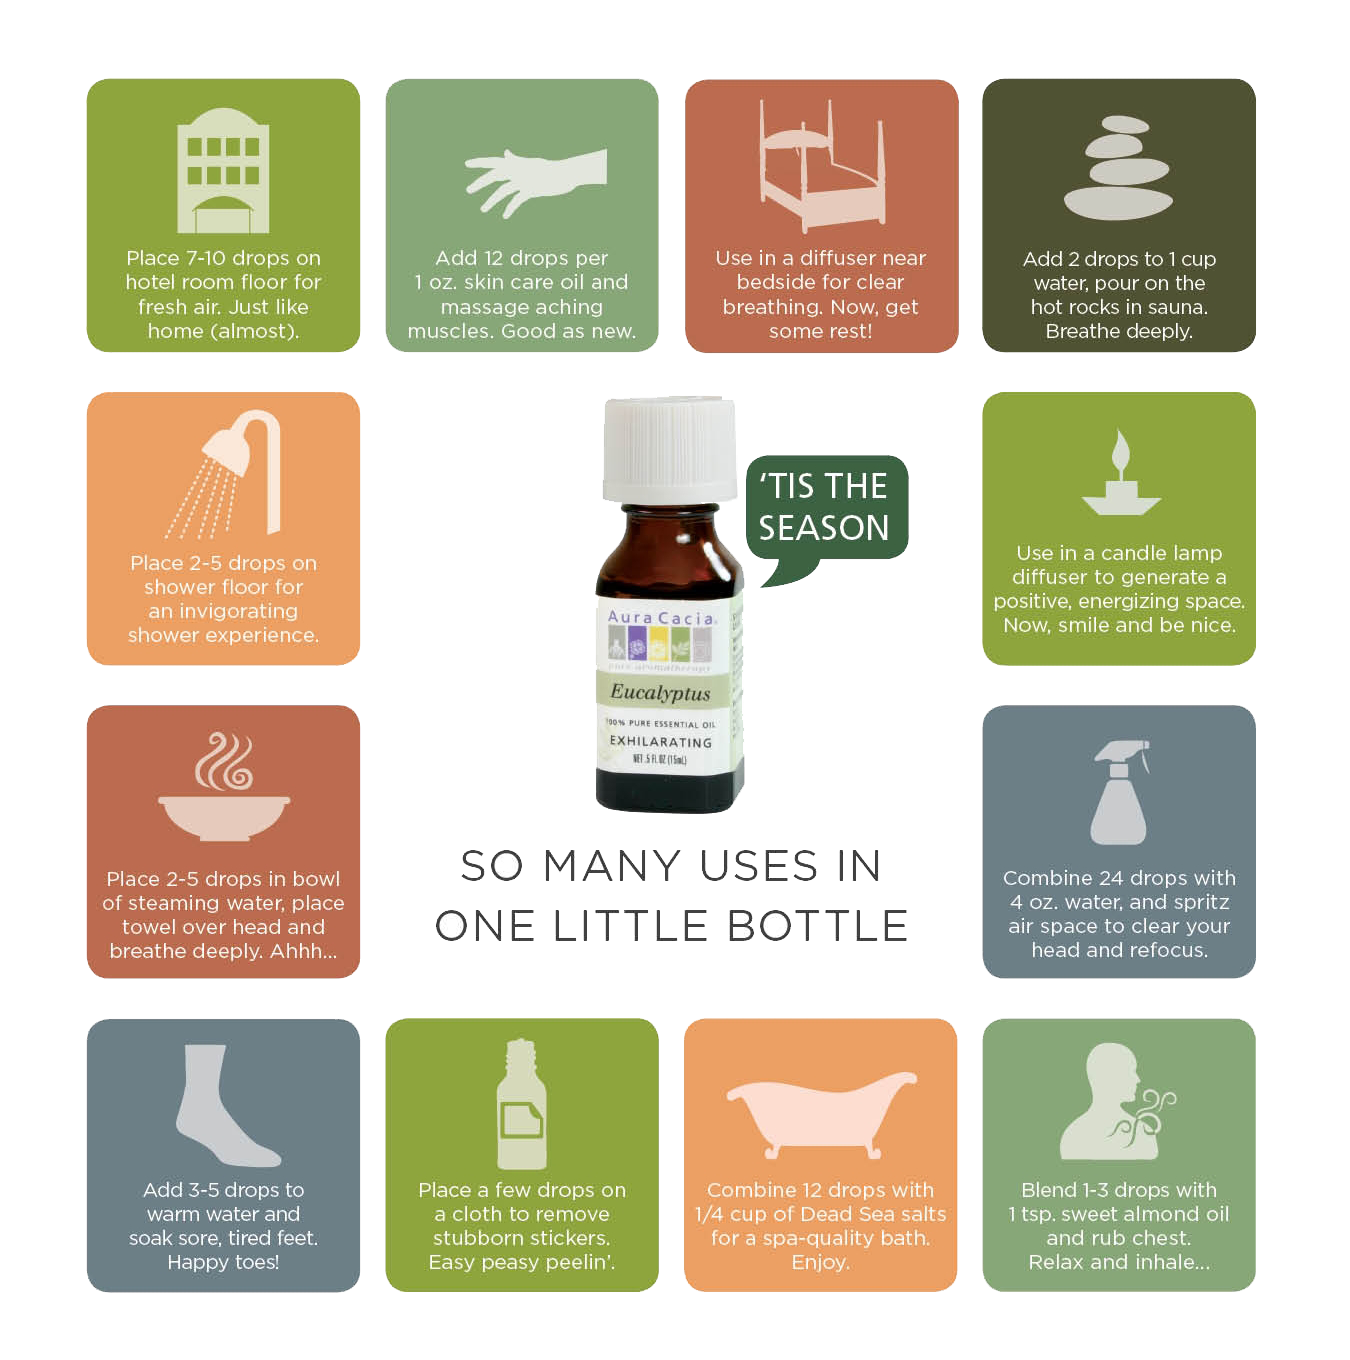 Place 7-10 drops on
hotel room floor for
fresh air. Just like
home (almost).
Add 12 drops per
1 oz. skin care oil and
massage aching
muscles. Good as new.
Use in a diffuser near
bedside for clear
breathing. Now, get
some rest!
Add 2 drops to 1 cup
water, pour on the
hot rocks in sauna.
Breathe deeply.
Place 2-5 drops on
shower floor for
an invigorating
shower experience.
'TIS THE
SEASON
Aura Cacia®
pure aromatherapy
Eucalyptus
100% PURE ESSENTIAL OIL
EXHILARATING
NET .5 FL OZ (15mL)
Use in a candle lamp
diffuser to generate a
positive, energizing space.
Now, smile and be nice.
Place 2-5 drops in bowl
of steaming water, place
towel over head and
breathe deeply. Ahhh...
SO MANY USES IN
ONE LITTLE BOTTLE
Combine 24 drops with
4 oz. water, and spritz
air space to clear your
head and refocus.
Add 3-5 drops to
warm water and
soak sore, tired feet.
Happy toes!
Place a few drops on
a cloth to remove
stubborn stickers.
Easy peasy peelin'.
Combine 12 drops with
1/4 cup of Dead Sea salts
for a spa-quality bath.
Enjoy.
Blend 1-3 drops with
1 tsp. sweet almond oil
and rub chest.
Relax and inhale...